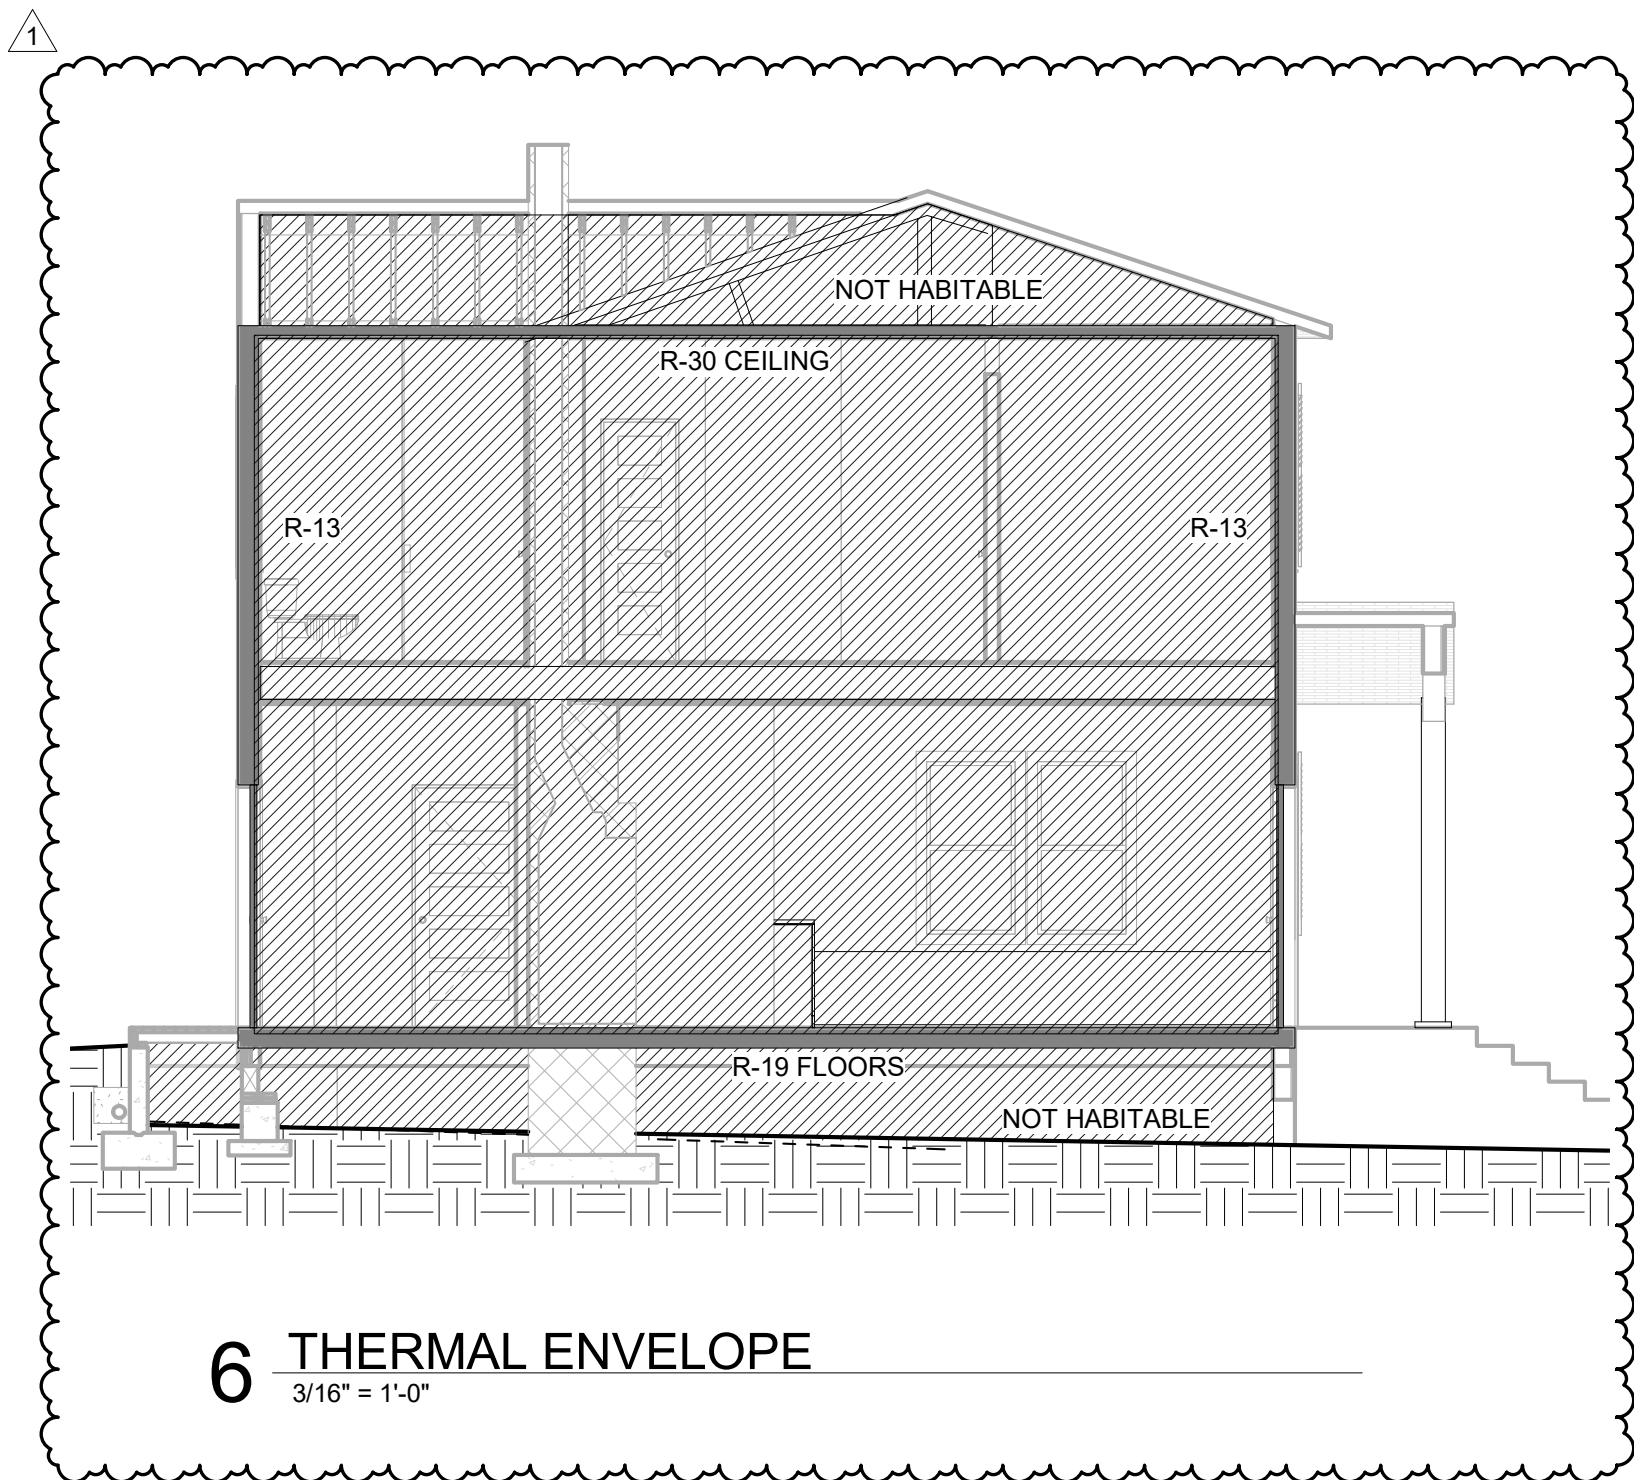 1
NOT HABITABLE
R-30 CEILING
R-13
R-13
R-19 FLOORS
NOT HABITABLE
6 THERMAL ENVELOPE
3/16" = 1'-0"